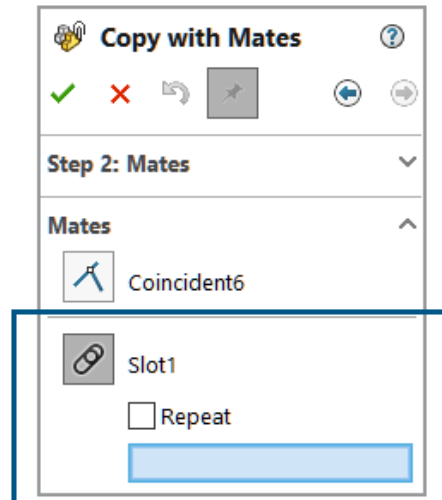 Copy with Mates
Step 2: Mates
Mates
Coincident6
Slot1
Repeat